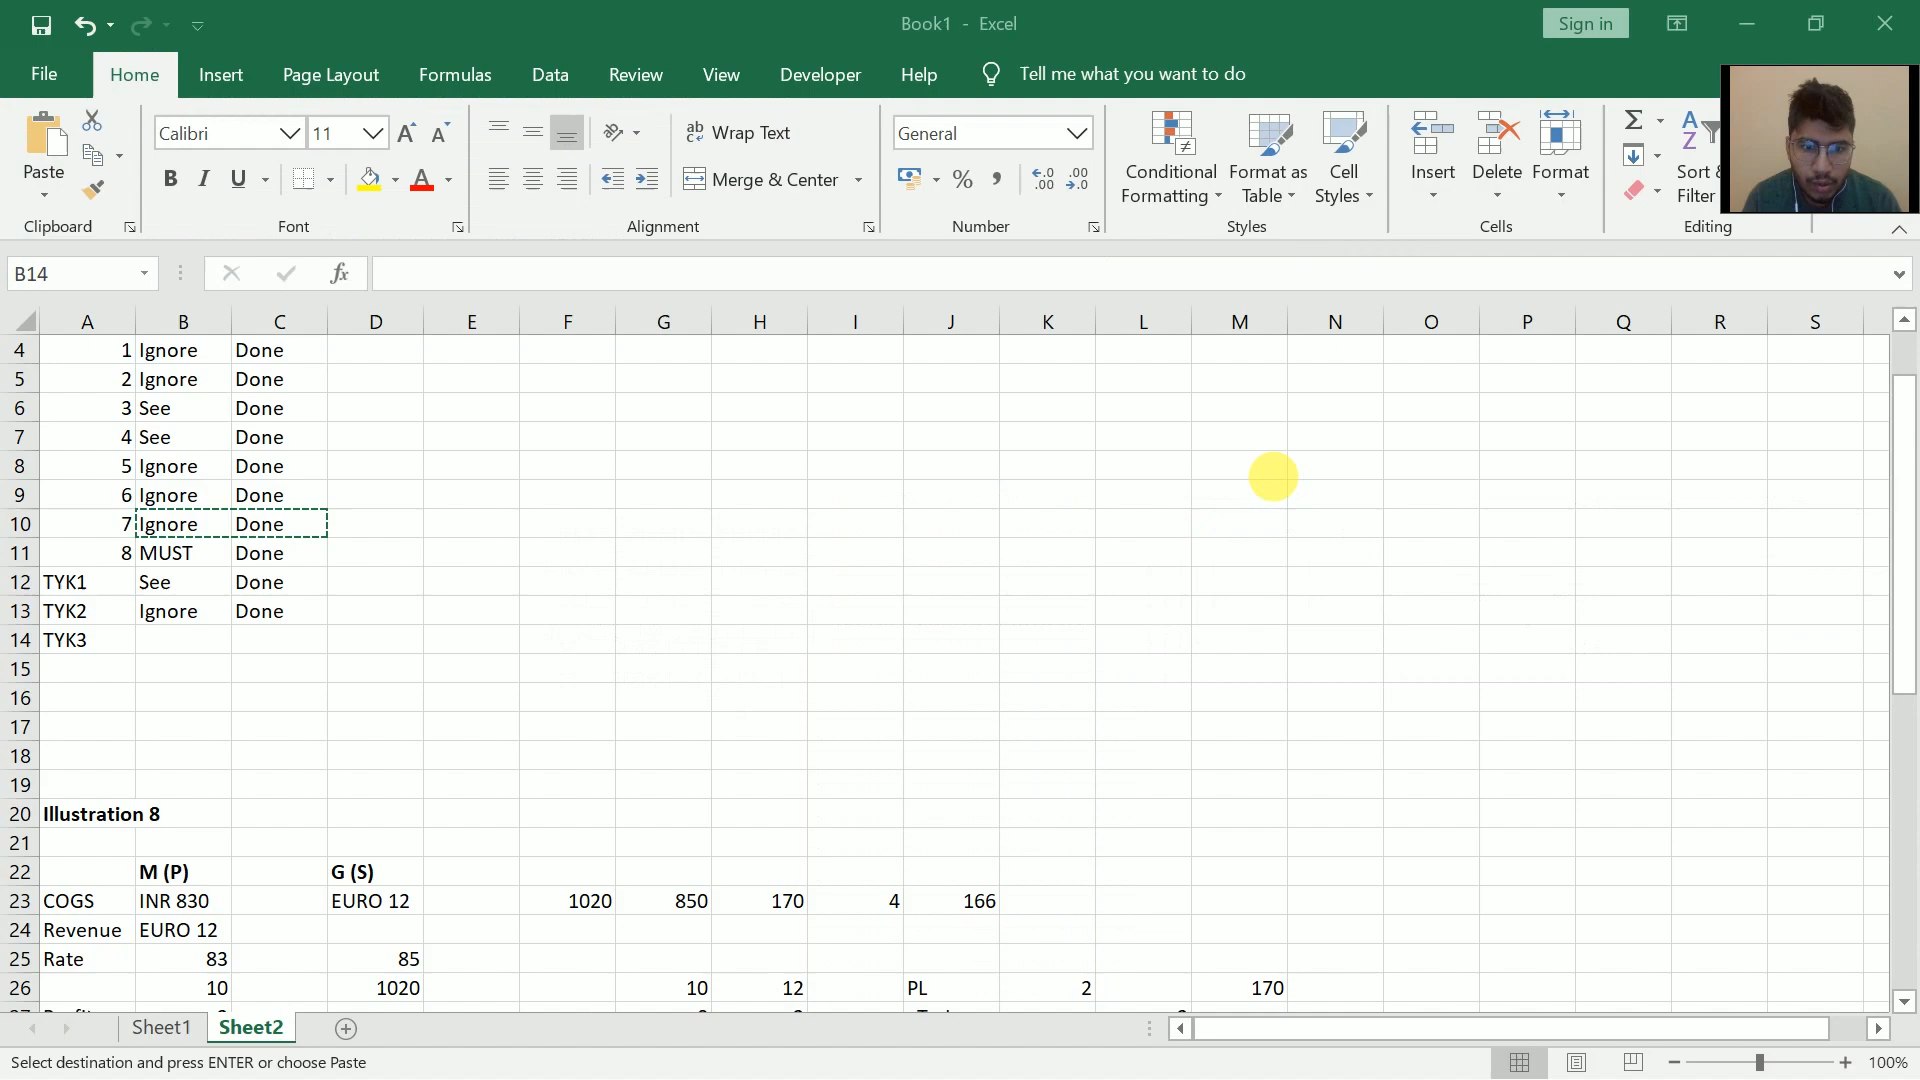 Book1 - Excel
Sign in
File Home Insert Page Layout Formulas Data Review View Developer Help Tell me what you want to do
Calibri 11 Wrap Text General
Paste B I U Merge & Center % , Conditional Formatting Format as Table Cell Styles Insert Delete Format Σ Sort & Filter
Clipboard Font Alignment Number Styles Cells Editing
B14 fx
A B C D E F G H I J K L M N O P Q R S
4 1 Ignore Done
5 2 Ignore Done
6 3 See Done
7 4 See Done
8 5 Ignore Done
9 6 Ignore Done
10 7 Ignore Done
11 8 MUST Done
12 TYK1 See Done
13 TYK2 Ignore Done
14 TYK3
15
16
17
18
19
20 Illustration 8
21
22 M (P) G (S)
23 COGS INR 830 EURO 12 1020 850 170 4 166
24 Revenue EURO 12
25 Rate 83 85
26 10 1020 10 12 PL 2 170
Sheet1 Sheet2
Select destination and press ENTER or choose Paste 100%